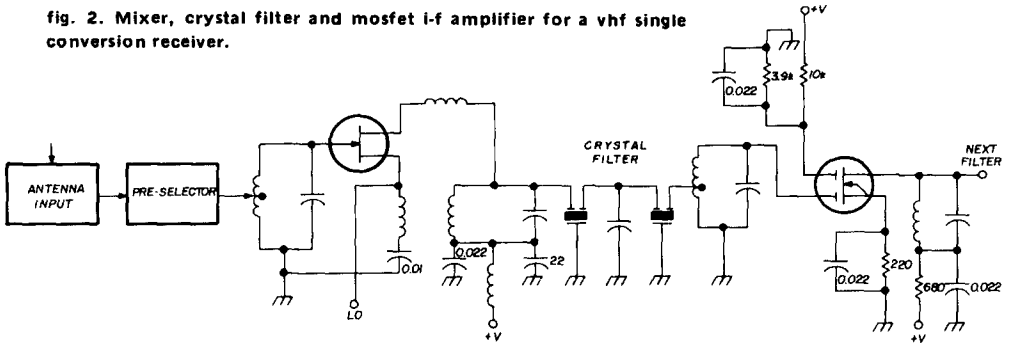 fig. 2. Mixer, crystal filter and mosfet i-f amplifier for a vhf single
conversion receiver.
+V
0.022
3.9k
10k
CRYSTAL
FILTER
NEXT
FILTER
ANTENNA
INPUT
PRE-SELECTOR
0.01
0.022
22
0.022
220
680
0.022
LO
+V
+V